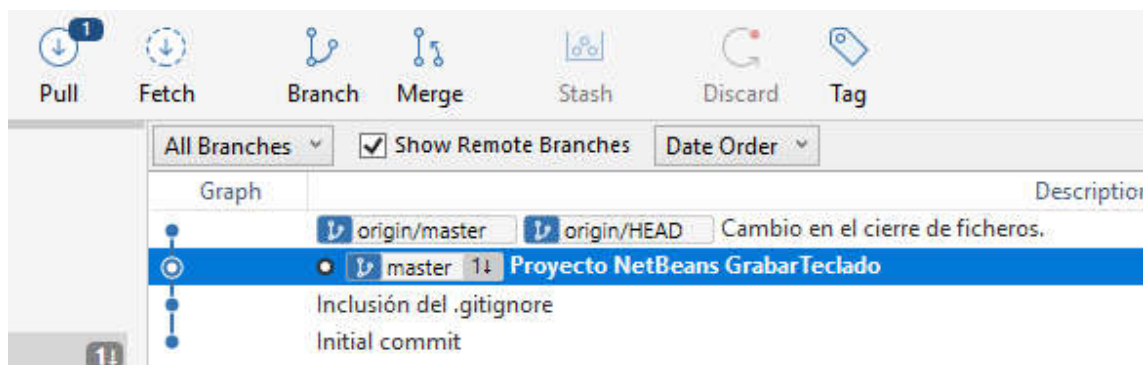 1
Pull Fetch Branch Merge Stash Discard Tag
All Branches Show Remote Branches Date Order
Graph Description
origin/master origin/HEAD Cambio en el cierre de ficheros.
master 1↓ Proyecto NetBeans GrabarTeclado
Inclusión del .gitignore
Initial commit
1↓